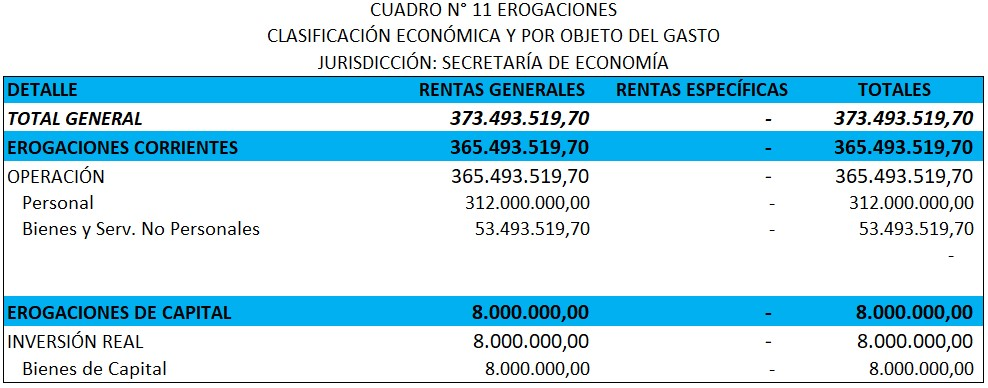 CUADRO N° 11 EROGACIONES
CLASIFICACIÓN ECONÓMICA Y POR OBJETO DEL GASTO
JURISDICCIÓN: SECRETARÍA DE ECONOMÍA
DETALLE RENTAS GENERALES RENTAS ESPECÍFICAS TOTALES
TOTAL GENERAL 373.493.519,70 - 373.493.519,70
EROGACIONES CORRIENTES 365.493.519,70 - 365.493.519,70
OPERACIÓN 365.493.519,70 - 365.493.519,70
Personal 312.000.000,00 - 312.000.000,00
Bienes y Serv. No Personales 53.493.519,70 - 53.493.519,70
-
EROGACIONES DE CAPITAL 8.000.000,00 - 8.000.000,00
INVERSIÓN REAL 8.000.000,00 - 8.000.000,00
Bienes de Capital 8.000.000,00 - 8.000.000,00